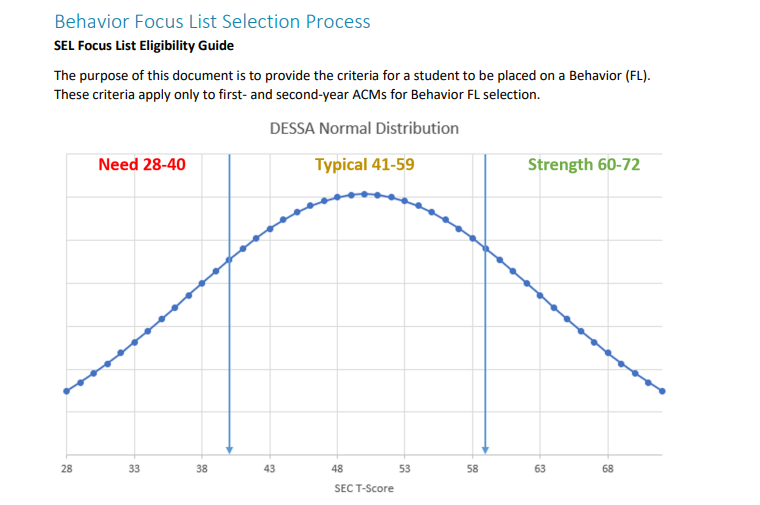 Behavior Focus List Selection Process
SEL Focus List Eligibility Guide
The purpose of this document is to provide the criteria for a student to be placed on a Behavior (FL).
These criteria apply only to first- and second-year ACMs for Behavior FL selection.
DESSA Normal Distribution
Need 28-40 Typical 41-59 Strength 60-72
28 33 38 43 48 53 58 63 68
SEC T-Score